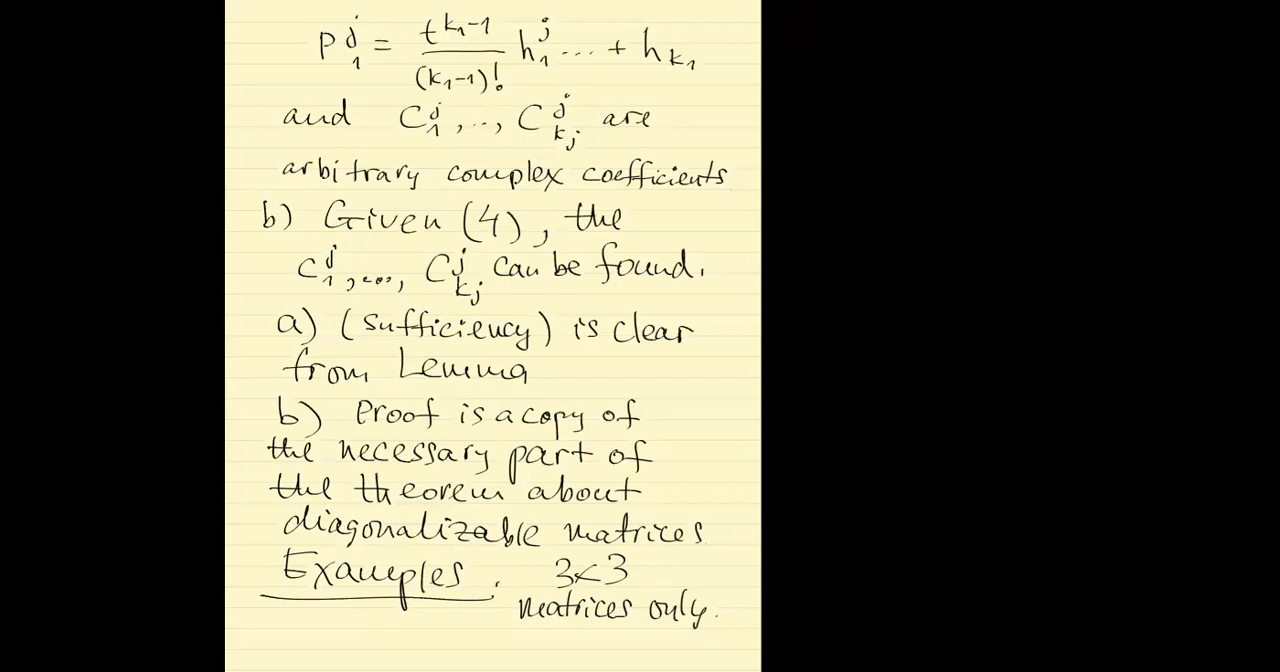 p^j_1 = t^{k_1-1}/(k_1-1)! h^j_1 ... + h_{k_1}
and C^j_1, .., C^j_{k_j} are
arbitrary complex coefficients
b) Given (4), the
C^j_1, ..., C^j_{k_j} can be found.
a) (sufficiency) is clear
from Lemma
b) Proof is a copy of
the necessary part of
the theorem about
diagonalizable matrices
Examples. 3×3
matrices only.